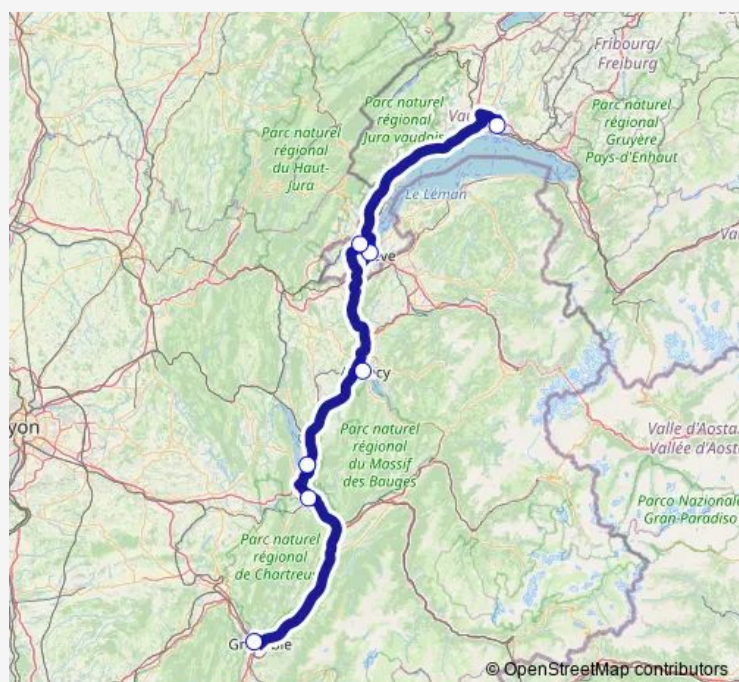 Fribourg/
Freiburg
Parc naturel
régional
Jura vaudois
Parc naturel
régional
Gruyère
Pays-d'Enhaut
Parc naturel
régional
du Haut-
Jura
Le Léman
Valle d'Aosta
Vallée d'Aost
Parc naturel
régional
du Massif
des Bauges
Parco Nazionale
Gran-Paradiso
Parc naturel
régional
de Chartreus
© OpenStreetMap contributors